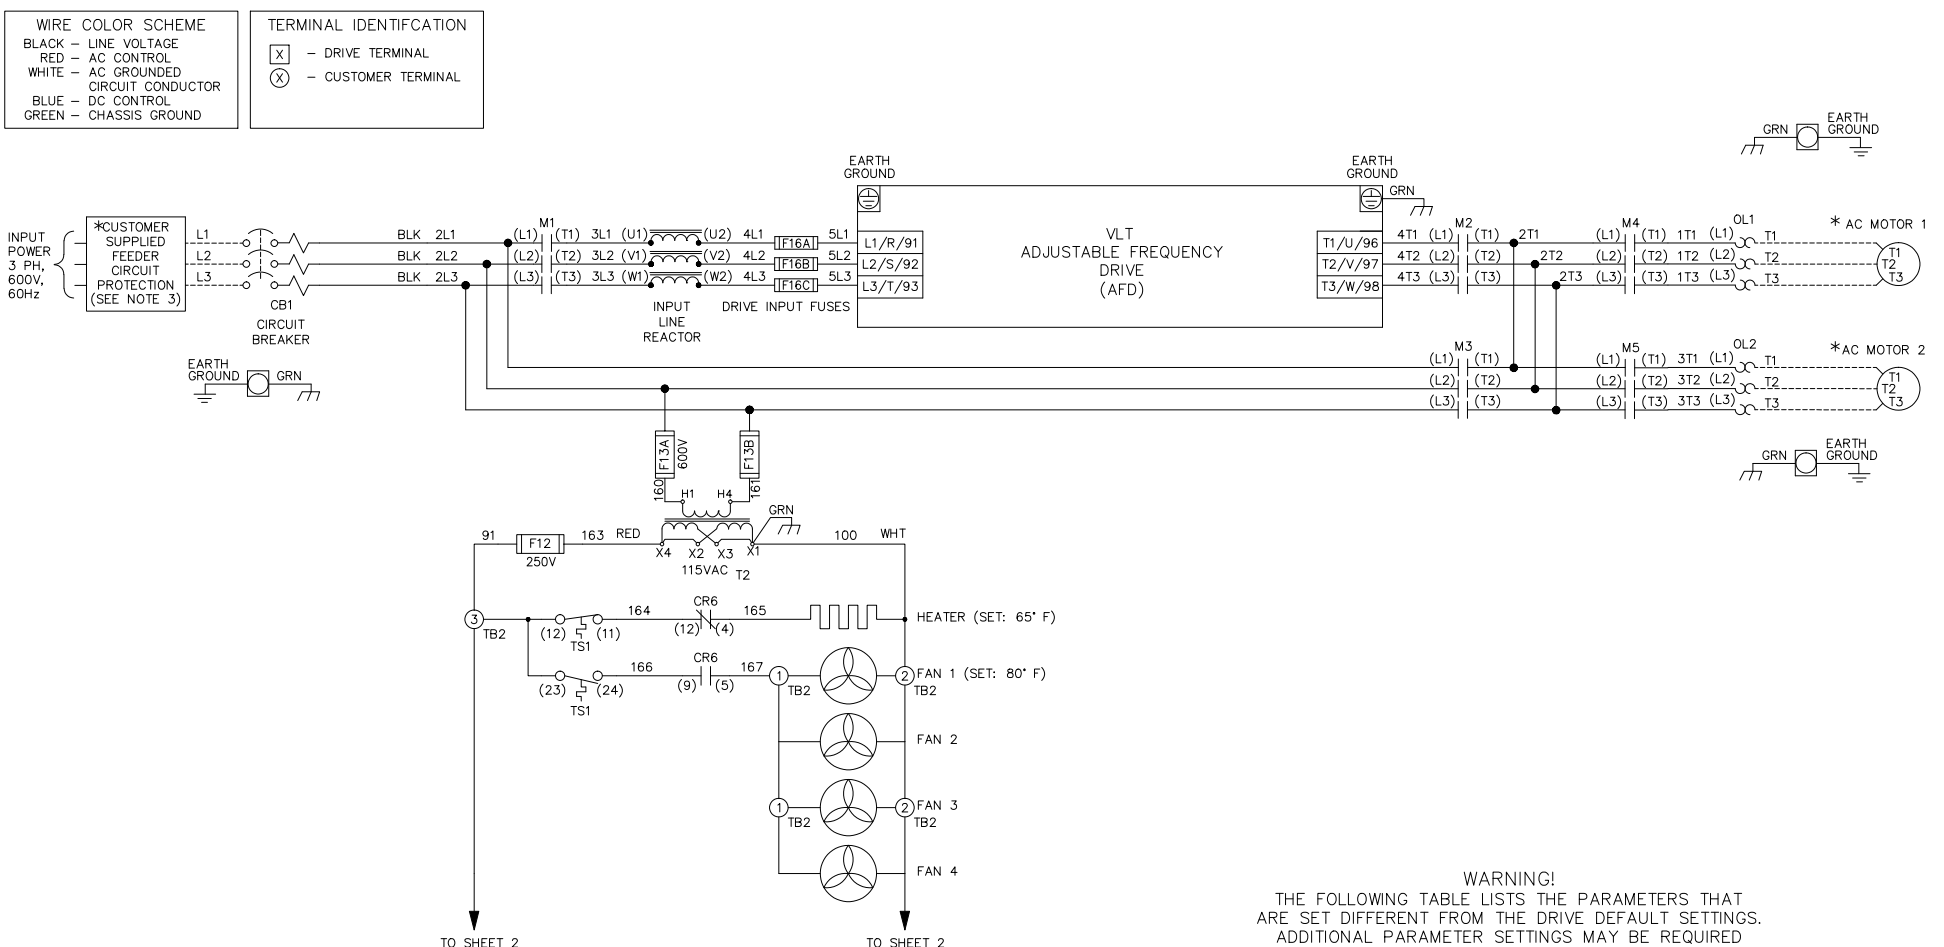 WIRE COLOR SCHEME
BLACK – LINE VOLTAGE
RED – AC CONTROL
WHITE – AC GROUNDED
CIRCUIT CONDUCTOR
BLUE – DC CONTROL
GREEN – CHASSIS GROUND
TERMINAL IDENTIFCATION
X – DRIVE TERMINAL
X – CUSTOMER TERMINAL
GRN
EARTH
GROUND
INPUT
POWER
3 PH,
600V,
60Hz
*CUSTOMER
SUPPLIED
FEEDER
CIRCUIT
PROTECTION
(SEE NOTE 3)
L1
L2
L3
CB1
CIRCUIT
BREAKER
EARTH
GROUND
GRN
M1
BLK 2L1 (L1) (T1) 3L1 (U1) (U2) 4L1 F16A 5L1
BLK 2L2 (L2) (T2) 3L2 (V1) (V2) 4L2 F16B 5L2
BLK 2L3 (L3) (T3) 3L3 (W1) (W2) 4L3 F16C 5L3
INPUT
LINE
REACTOR
DRIVE INPUT FUSES
EARTH
GROUND
L1/R/91
L2/S/92
L3/T/93
VLT
ADJUSTABLE FREQUENCY
DRIVE
(AFD)
EARTH
GROUND
GRN
T1/U/96
T2/V/97
T3/W/98
M2 M4 OL1
4T1 (L1) (T1) 2T1 (L1) (T1) 1T1 (L1) T1
4T2 (L2) (T2) 2T2 (L2) (T2) 1T2 (L2) T2
4T3 (L3) (T3) 2T3 (L3) (T3) 1T3 (L3) T3
* AC MOTOR 1
T1
T2
T3
M3 M5 OL2
(L1) (T1) (L1) (T1) 3T1 (L1) T1
(L2) (T2) (L2) (T2) 3T2 (L2) T2
(L3) (T3) (L3) (T3) 3T3 (L3) T3
*AC MOTOR 2
T1
T2
T3
GRN
EARTH
GROUND
F13A
600V
F13B
160
161
H1 H4
GRN
91 F12 163 RED
250V
X4 X2 X3 X1
115VAC T2
100 WHT
3
TB2
(12) (11)
TS1
164
CR6
(12) (4)
165
HEATER (SET: 65° F)
(23) (24)
TS1
166
CR6
(9) (5)
167
1
TB2
2
TB2
FAN 1 (SET: 80° F)
FAN 2
1
TB2
2
TB2
FAN 3
FAN 4
TO SHEET 2
TO SHEET 2
WARNING!
THE FOLLOWING TABLE LISTS THE PARAMETERS THAT
ARE SET DIFFERENT FROM THE DRIVE DEFAULT SETTINGS.
ADDITIONAL PARAMETER SETTINGS MAY BE REQUIRED